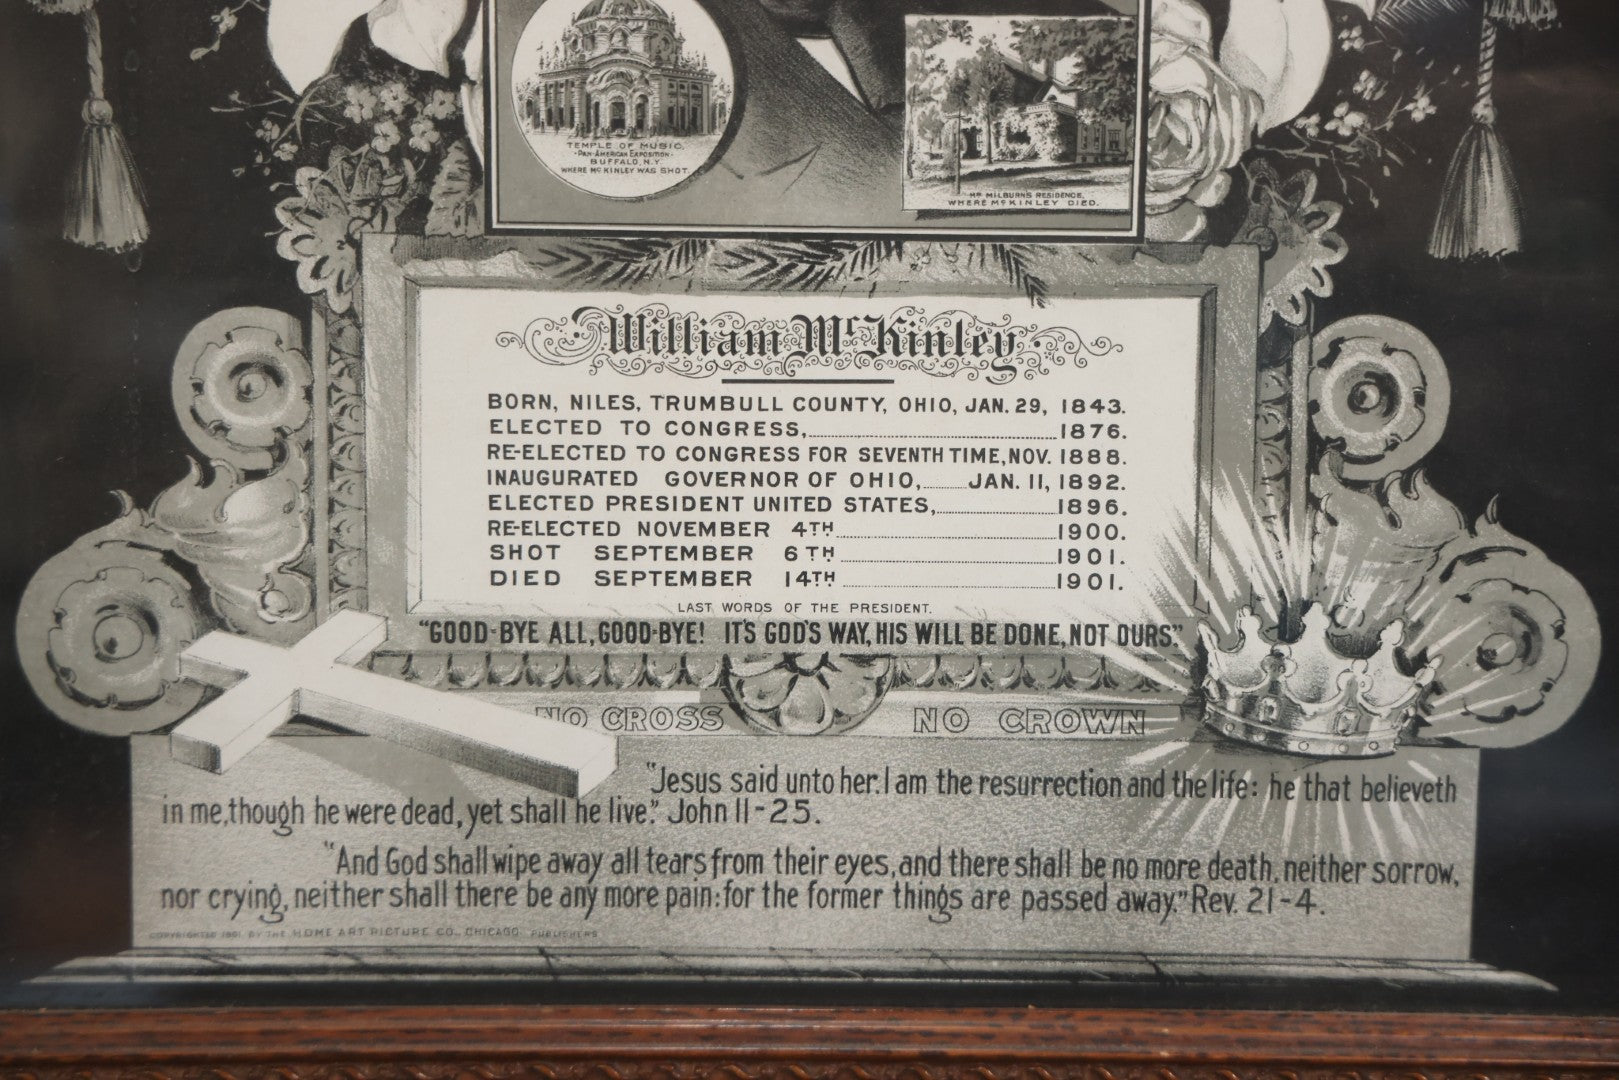 TEMPLE OF MUSIC.
- PAN-AMERICAN EXPOSITION -
BUFFALO, N.Y.
WHERE McKINLEY WAS SHOT.
MR MILBURNS RESIDENCE,
WHERE McKINLEY DIED.
William McKinley
BORN, NILES, TRUMBULL COUNTY, OHIO, JAN. 29, 1843.
ELECTED TO CONGRESS, 1876.
RE-ELECTED TO CONGRESS FOR SEVENTH TIME, NOV. 1888.
INAUGURATED GOVERNOR OF OHIO, JAN. 11, 1892.
ELECTED PRESIDENT UNITED STATES, 1896.
RE-ELECTED NOVEMBER 4TH 1900.
SHOT SEPTEMBER 6TH 1901.
DIED SEPTEMBER 14TH 1901.
LAST WORDS OF THE PRESIDENT.
"GOOD-BYE ALL, GOOD-BYE! IT'S GOD'S WAY, HIS WILL BE DONE, NOT OURS."
NO CROSS NO CROWN
"Jesus said unto her: I am the resurrection and the life: he that believeth
in me, though he were dead, yet shall he live." John 11-25.
"And God shall wipe away all tears from their eyes, and there shall be no more death, neither sorrow,
nor crying, neither shall there be any more pain: for the former things are passed away." Rev. 21-4.
COPYRIGHTED 1901 BY THE HOME ART PICTURE CO., CHICAGO. PUBLISHERS